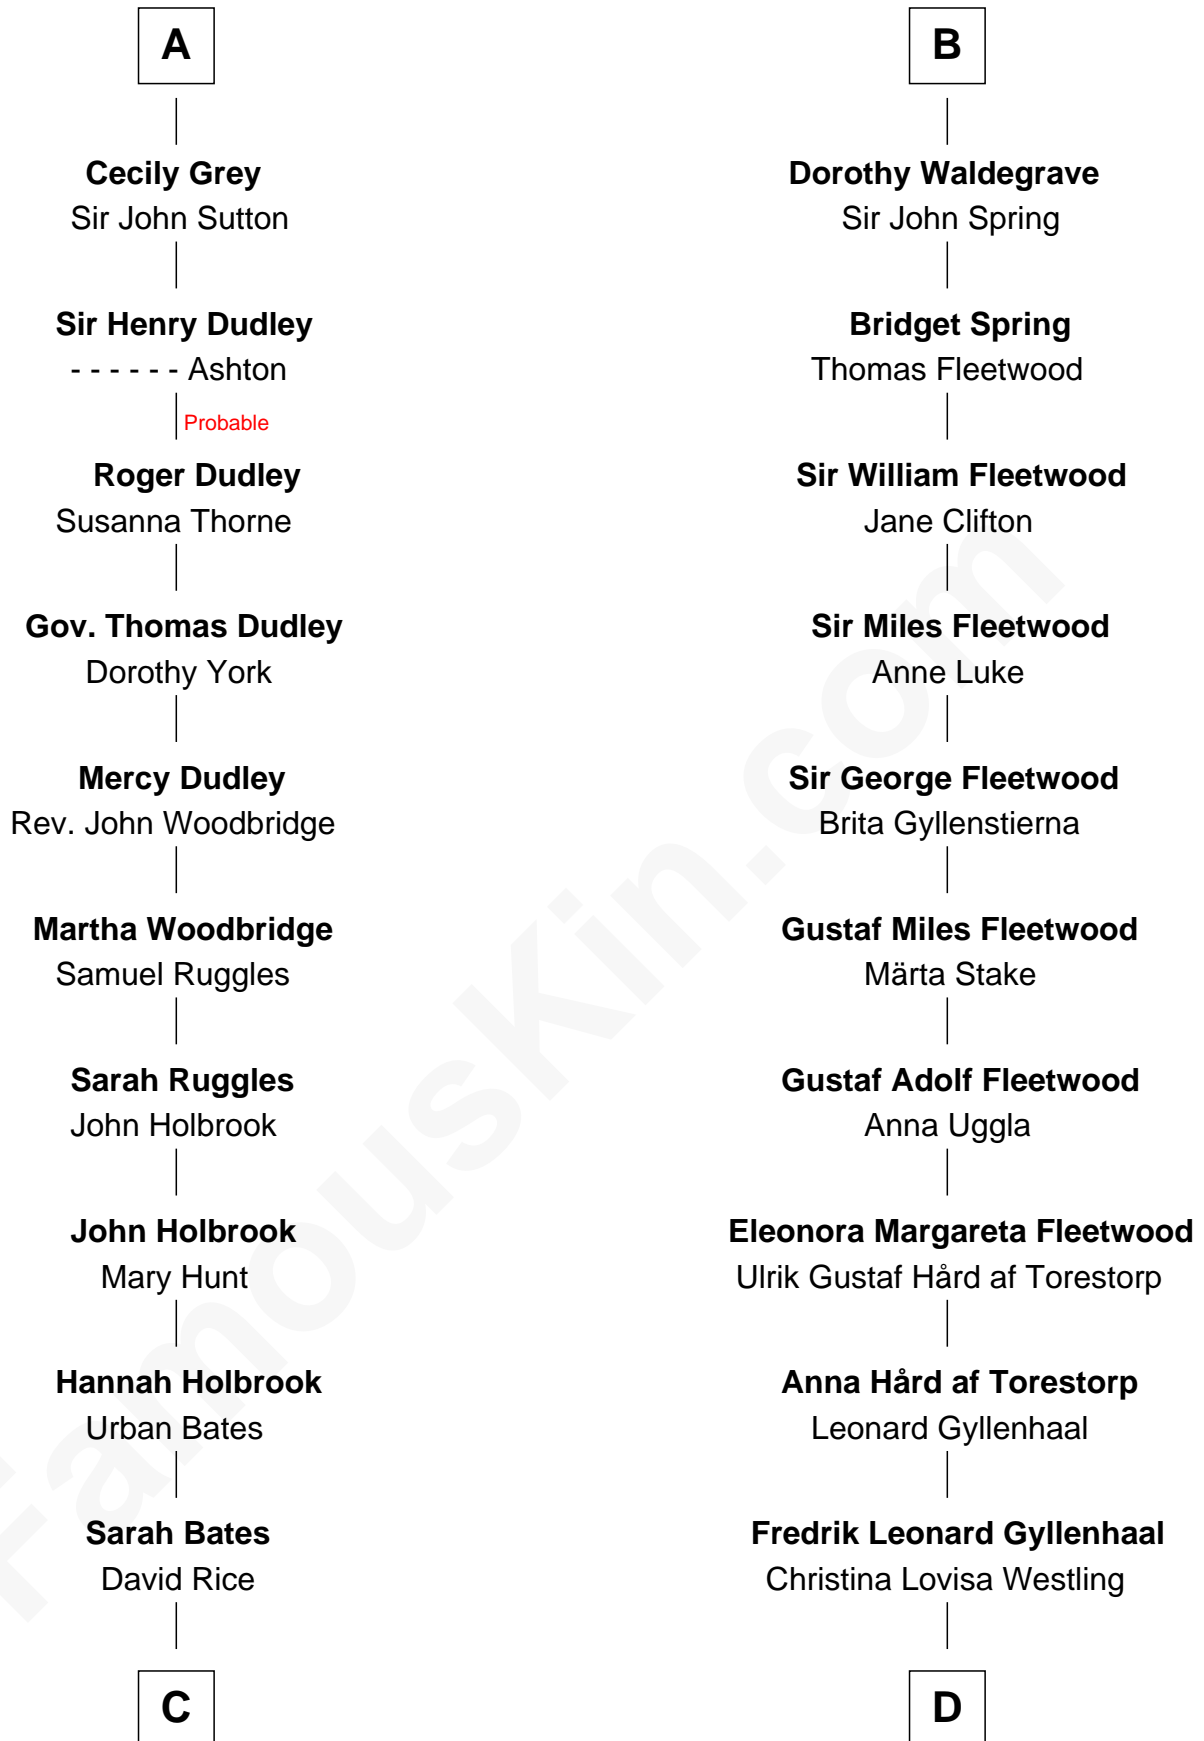 A
Cecily Grey
Sir John Sutton
Sir Henry Dudley
- - - - - - Ashton
Probable
Roger Dudley
Susanna Thorne
Gov. Thomas Dudley
Dorothy York
Mercy Dudley
Rev. John Woodbridge
Martha Woodbridge
Samuel Ruggles
Sarah Ruggles
John Holbrook
John Holbrook
Mary Hunt
Hannah Holbrook
Urban Bates
Sarah Bates
David Rice
C
B
Dorothy Waldegrave
Sir John Spring
Bridget Spring
Thomas Fleetwood
Sir William Fleetwood
Jane Clifton
Sir Miles Fleetwood
Anne Luke
Sir George Fleetwood
Brita Gyllenstierna
Gustaf Miles Fleetwood
Märta Stake
Gustaf Adolf Fleetwood
Anna Uggla
Eleonora Margareta Fleetwood
Ulrik Gustaf Hård af Torestorp
Anna Hård af Torestorp
Leonard Gyllenhaal
Fredrik Leonard Gyllenhaal
Christina Lovisa Westling
D
FamousKin.com